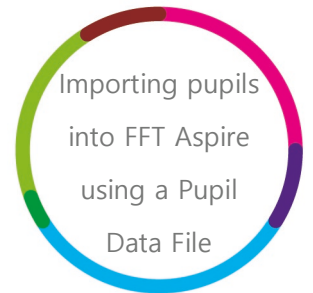 Importing pupils
into FFT Aspire
using a Pupil
Data File